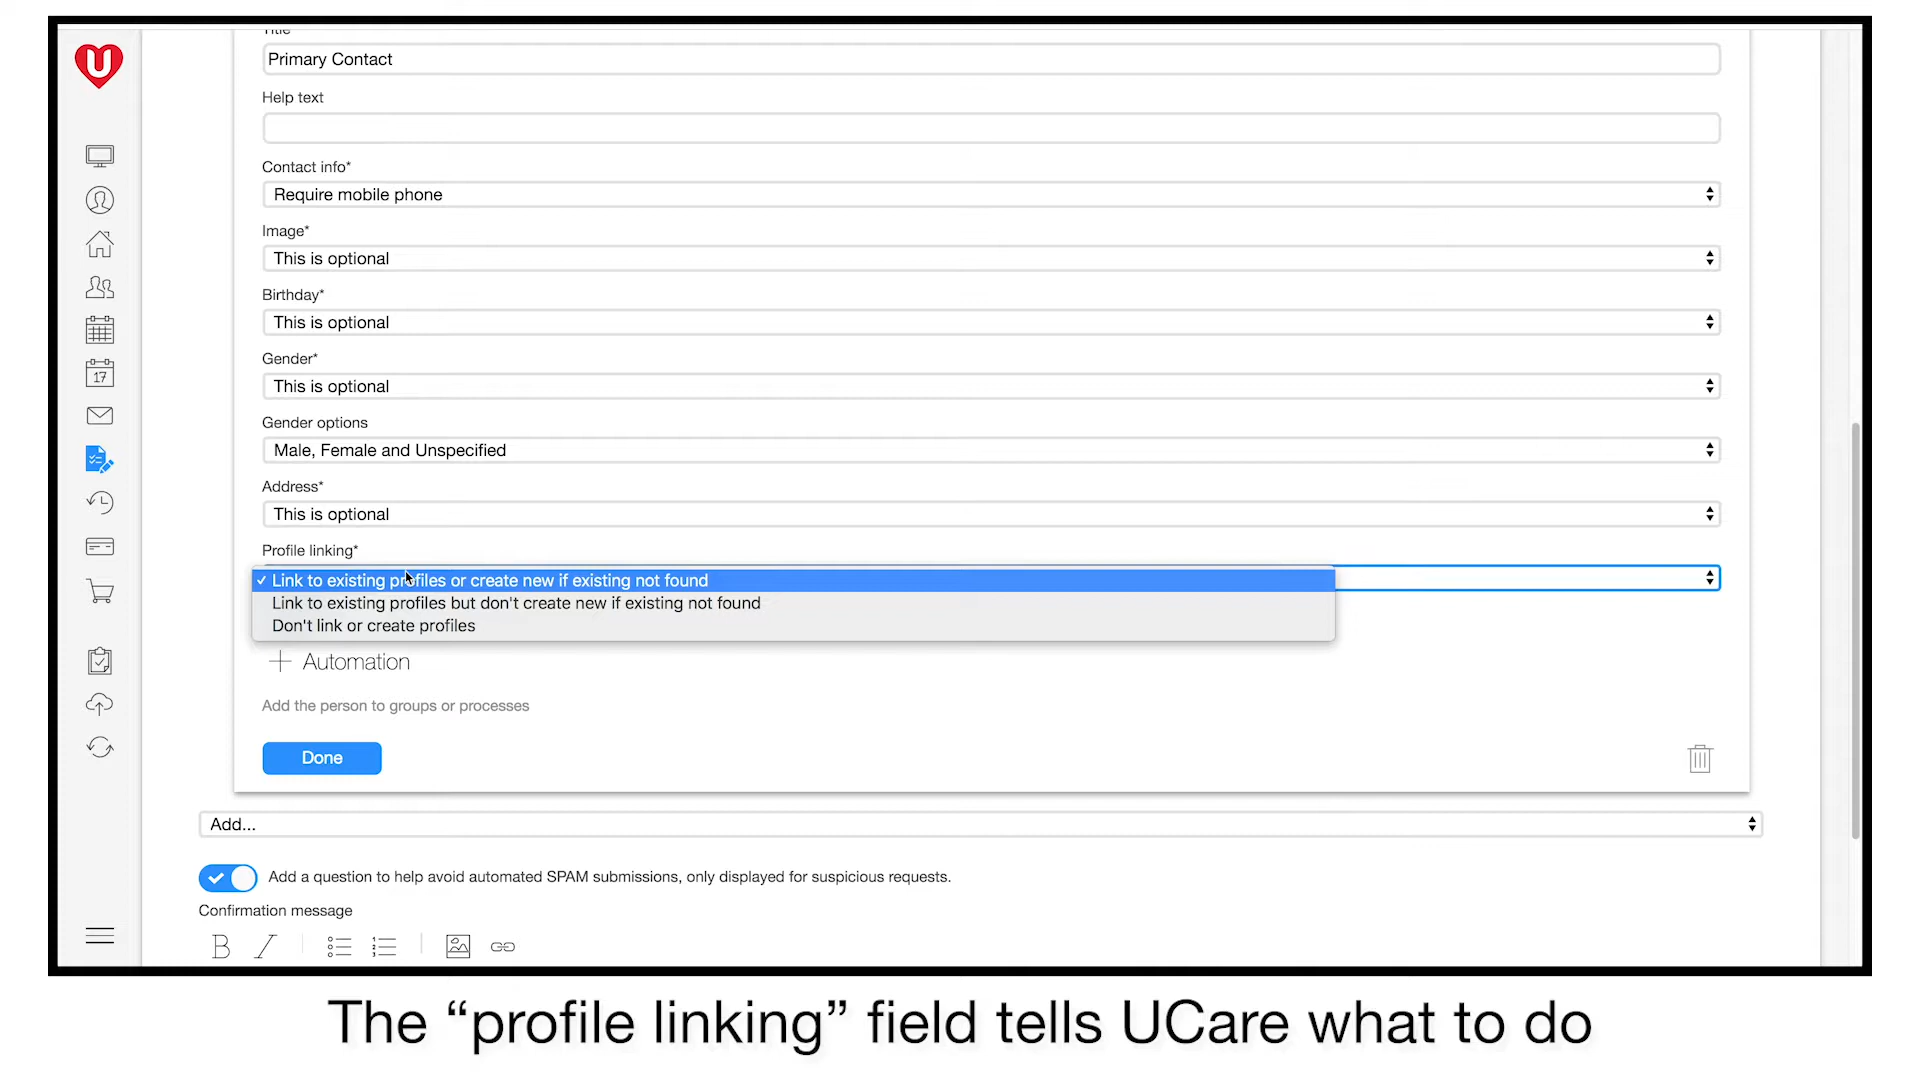 U
Title
Primary Contact
Help text
Contact info*
Require mobile phone
Image*
This is optional
Birthday*
This is optional
Gender*
This is optional
Gender options
Male, Female and Unspecified
Address*
This is optional
Profile linking*
✓ Link to existing profiles or create new if existing not found
Link to existing profiles but don't create new if existing not found
Don't link or create profiles
Automation
Add the person to groups or processes
Done
Add...
Add a question to help avoid automated SPAM submissions, only displayed for suspicious requests.
Confirmation message
B I
17
The “profile linking” field tells UCare what to do